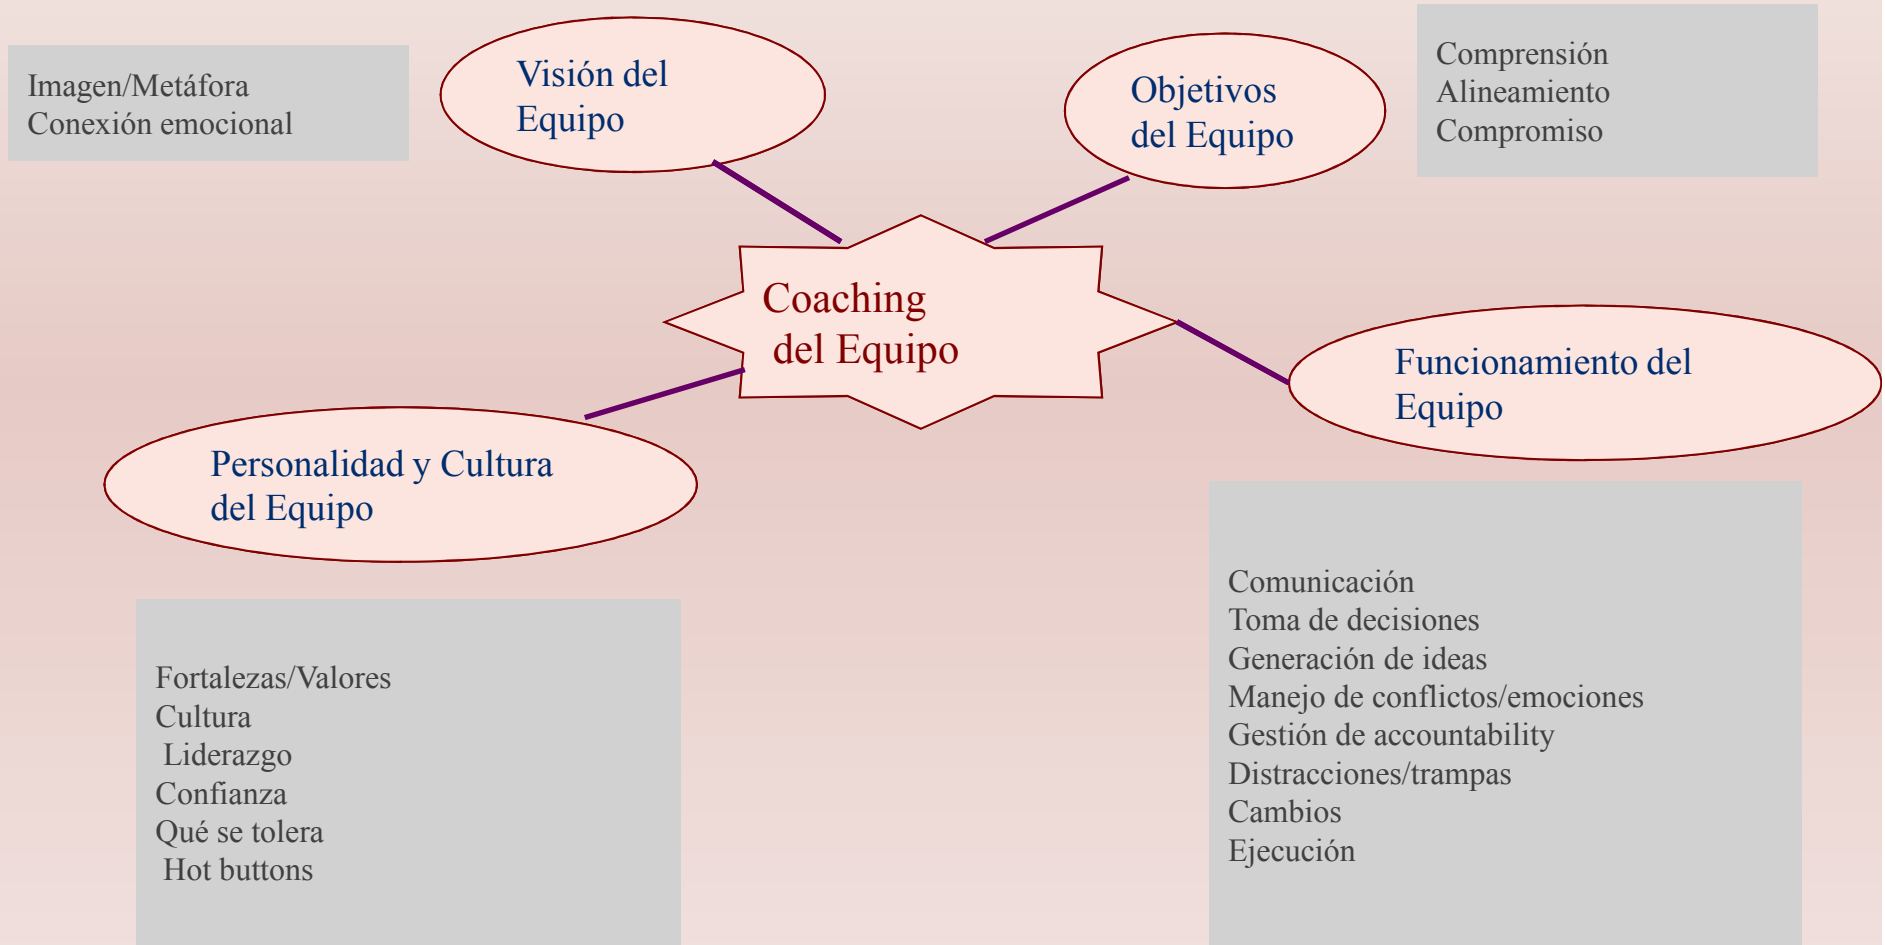 Imagen/Metáfora
Conexión emocional
Visión del
Equipo
Objetivos
del Equipo
Comprensión
Alineamiento
Compromiso
Coaching
del Equipo
Funcionamiento del
Equipo
Personalidad y Cultura
del Equipo
Comunicación
Toma de decisiones
Generación de ideas
Manejo de conflictos/emociones
Gestión de accountability
Distracciones/trampas
Cambios
Ejecución
Fortalezas/Valores
Cultura
Liderazgo
Confianza
Qué se tolera
Hot buttons